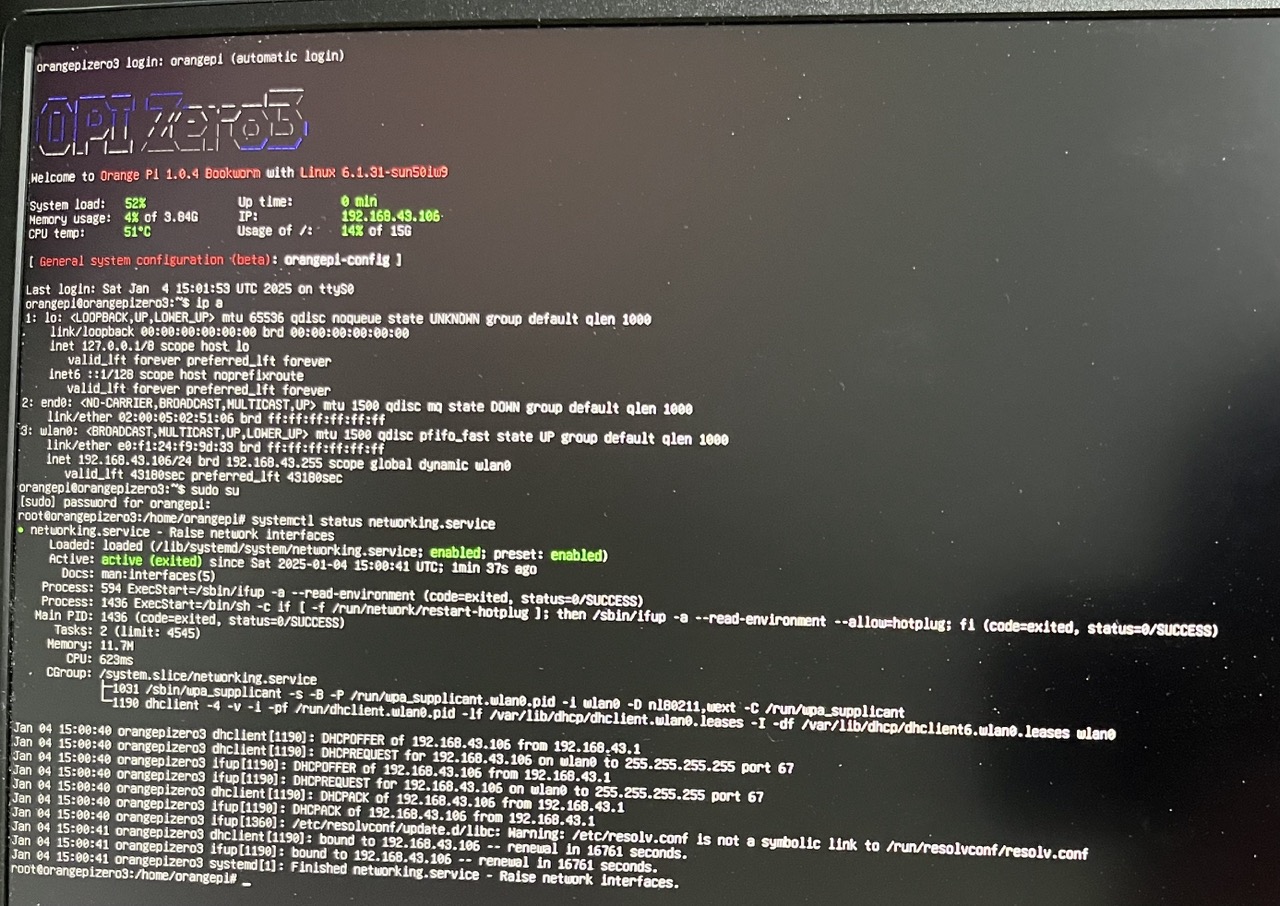 orangepizero3 login: orangepi (automatic login)
OPI Zero3
Welcome to Orange Pi 1.0.4 Bookworm with Linux 6.1.31-sun50iw9
System load: 52% Up time: 0 min
Memory usage: 4% of 3.84G IP: 192.168.43.106
CPU temp: 51°C Usage of /: 14% of 15G
[ General system configuration (beta): orangepi-config ]
Last login: Sat Jan 4 15:01:53 UTC 2025 on ttyS0
orangepi@orangepizero3:~$ ip a
1: lo: <LOOPBACK,UP,LOWER_UP> mtu 65536 qdisc noqueue state UNKNOWN group default qlen 1000
link/loopback 00:00:00:00:00:00 brd 00:00:00:00:00:00
inet 127.0.0.1/8 scope host lo
valid_lft forever preferred_lft forever
inet6 ::1/128 scope host noprefixroute
valid_lft forever preferred_lft forever
2: end0: <NO-CARRIER,BROADCAST,MULTICAST,UP> mtu 1500 qdisc mq state DOWN group default qlen 1000
link/ether 02:00:05:02:51:06 brd ff:ff:ff:ff:ff:ff
3: wlan0: <BROADCAST,MULTICAST,UP,LOWER_UP> mtu 1500 qdisc pfifo_fast state UP group default qlen 1000
link/ether e0:f1:24:f9:9d:33 brd ff:ff:ff:ff:ff:ff
inet 192.168.43.106/24 brd 192.168.43.255 scope global dynamic wlan0
valid_lft 43180sec preferred_lft 43180sec
orangepi@orangepizero3:~$ sudo su
[sudo] password for orangepi:
root@orangepizero3:/home/orangepi# systemctl status networking.service
● networking.service - Raise network interfaces
Loaded: loaded (/lib/systemd/system/networking.service; enabled; preset: enabled)
Active: active (exited) since Sat 2025-01-04 15:00:41 UTC; 1min 37s ago
Docs: man:interfaces(5)
Process: 594 ExecStart=/sbin/ifup -a --read-environment (code=exited, status=0/SUCCESS)
Process: 1436 ExecStart=/bin/sh -c if [ -f /run/network/restart-hotplug ]; then /sbin/ifup -a --read-environment --allow=hotplug; fi (code=exited, status=0/SUCCESS)
Main PID: 1436 (code=exited, status=0/SUCCESS)
Tasks: 2 (limit: 4545)
Memory: 11.7M
CPU: 623ms
CGroup: /system.slice/networking.service
├─1031 /sbin/wpa_supplicant -s -B -P /run/wpa_supplicant.wlan0.pid -i wlan0 -D nl80211,wext -C /run/wpa_supplicant
└─1190 dhclient -4 -v -i -pf /run/dhclient.wlan0.pid -lf /var/lib/dhcp/dhclient.wlan0.leases -I -df /var/lib/dhcp/dhclient6.wlan0.leases wlan0
Jan 04 15:00:40 orangepizero3 dhclient[1190]: DHCPOFFER of 192.168.43.106 from 192.168.43.1
Jan 04 15:00:40 orangepizero3 ifup[1190]: DHCPREQUEST for 192.168.43.106 on wlan0 to 255.255.255.255 port 67
Jan 04 15:00:40 orangepizero3 ifup[1190]: DHCPOFFER of 192.168.43.106 from 192.168.43.1
Jan 04 15:00:40 orangepizero3 dhclient[1190]: DHCPREQUEST for 192.168.43.106 on wlan0 to 255.255.255.255 port 67
Jan 04 15:00:40 orangepizero3 dhclient[1190]: DHCPACK of 192.168.43.106 from 192.168.43.1
Jan 04 15:00:40 orangepizero3 ifup[1190]: DHCPACK of 192.168.43.106 from 192.168.43.1
Jan 04 15:00:40 orangepizero3 ifup[1360]: /etc/resolvconf/update.d/libc: Warning: /etc/resolv.conf is not a symbolic link to /run/resolvconf/resolv.conf
Jan 04 15:00:41 orangepizero3 dhclient[1190]: bound to 192.168.43.106 -- renewal in 16761 seconds.
Jan 04 15:00:41 orangepizero3 ifup[1190]: bound to 192.168.43.106 -- renewal in 16761 seconds.
Jan 04 15:00:41 orangepizero3 systemd[1]: Finished networking.service - Raise network interfaces.
root@orangepizero3:/home/orangepi# _